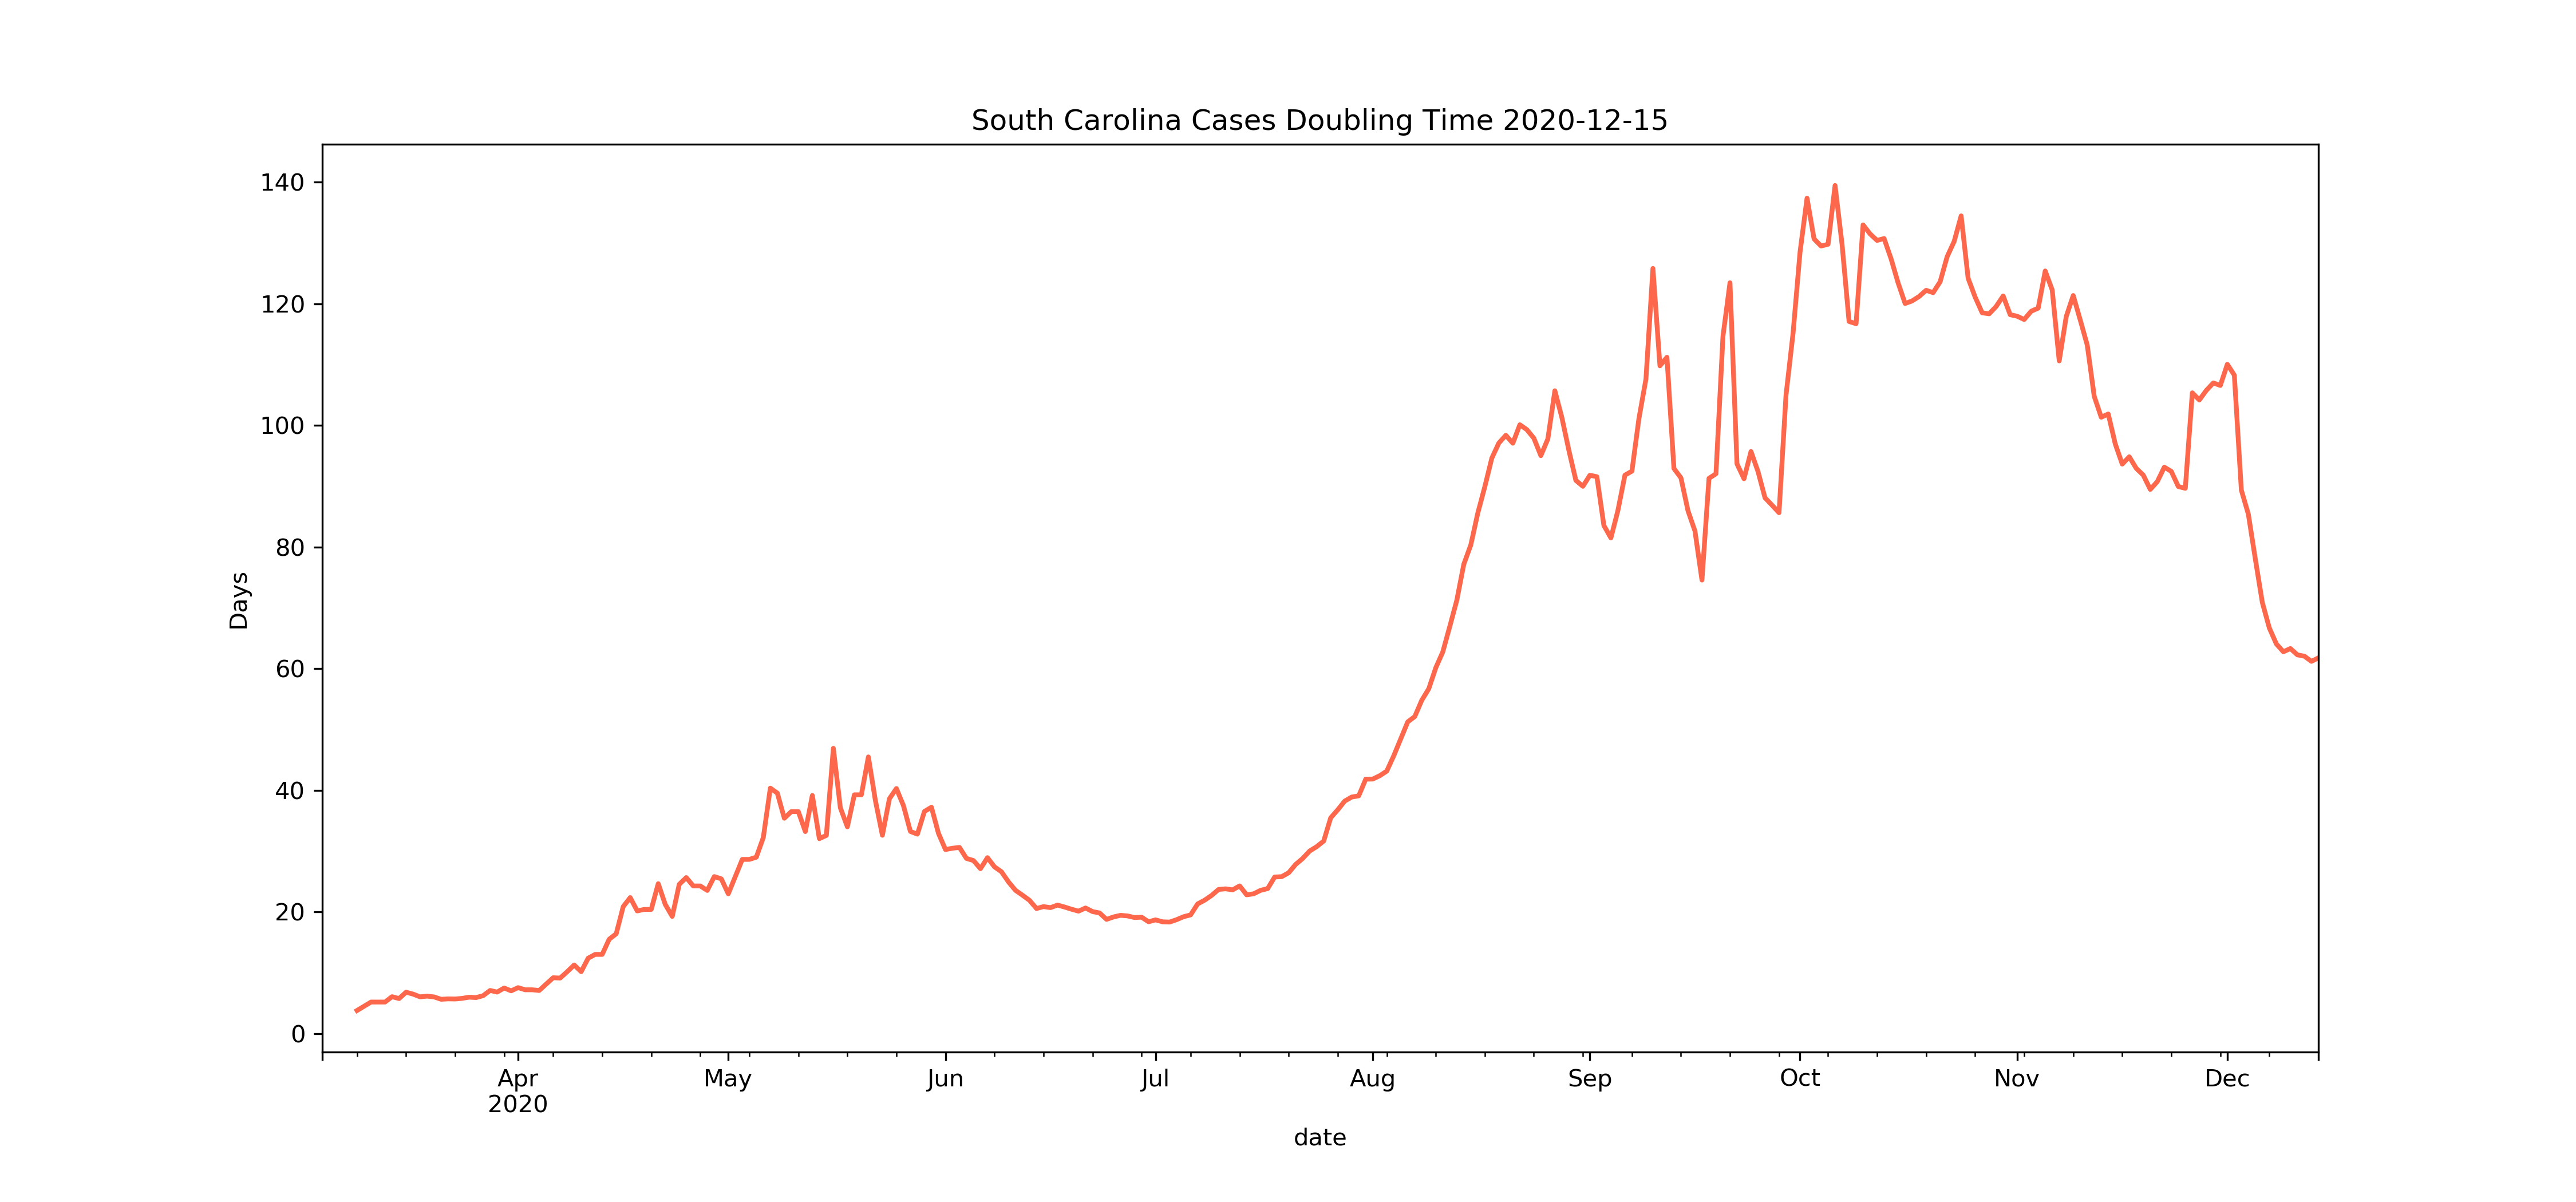 South Carolina Cases Doubling Time 2020-12-15
140
120
100
80
60
40
20
0
Days
Apr May Jun Jul Aug Sep Oct Nov Dec
2020
date